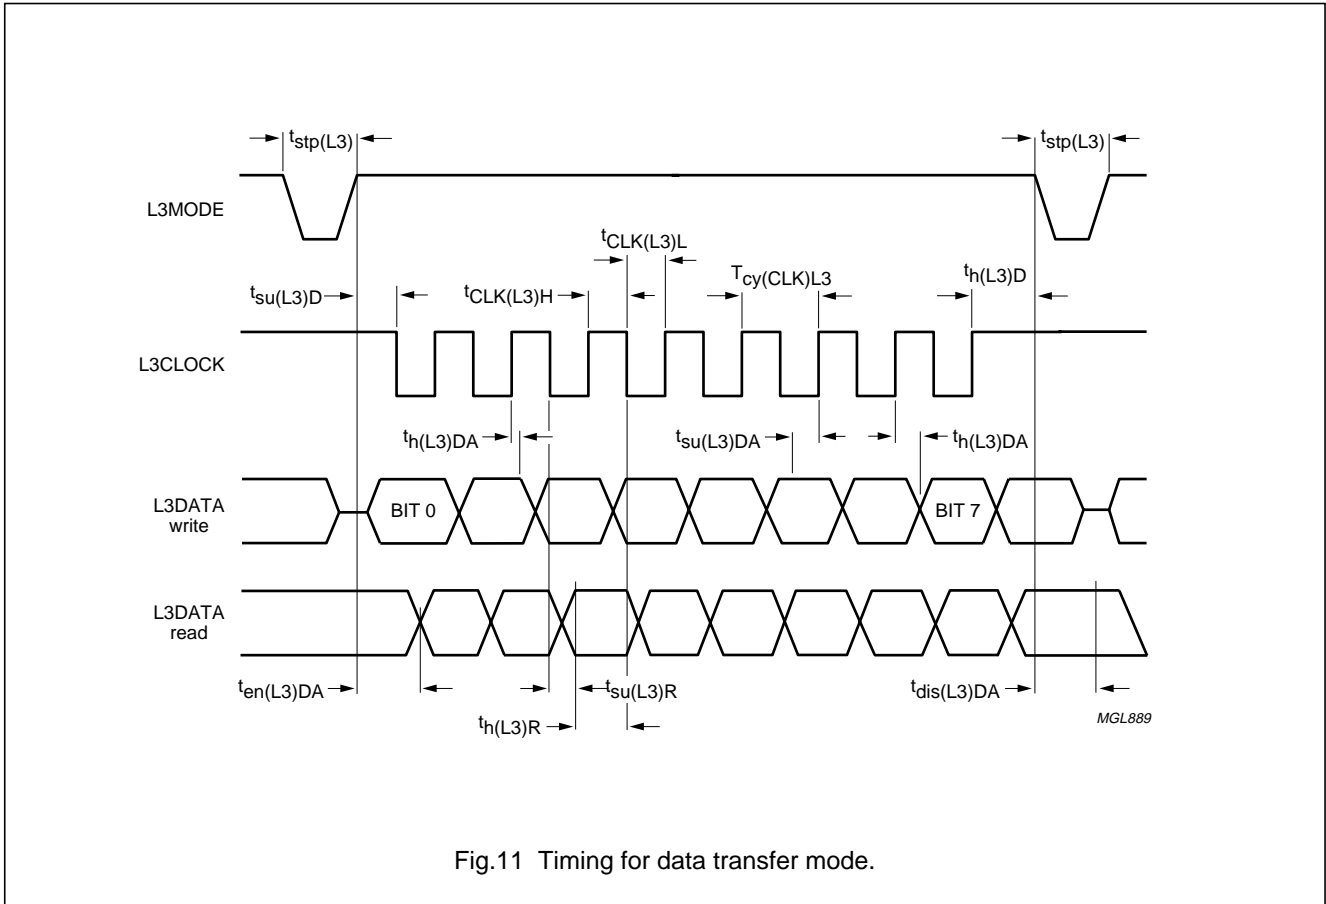 tstp(L3) tstp(L3)
L3MODE
tCLK(L3)L
tsu(L3)D tCLK(L3)H Tcy(CLK)L3 th(L3)D
L3CLOCK
th(L3)DA tsu(L3)DA th(L3)DA
L3DATA
write
BIT 0 BIT 7
L3DATA
read
ten(L3)DA tsu(L3)R tdis(L3)DA
th(L3)R
MGL889
Fig.11 Timing for data transfer mode.